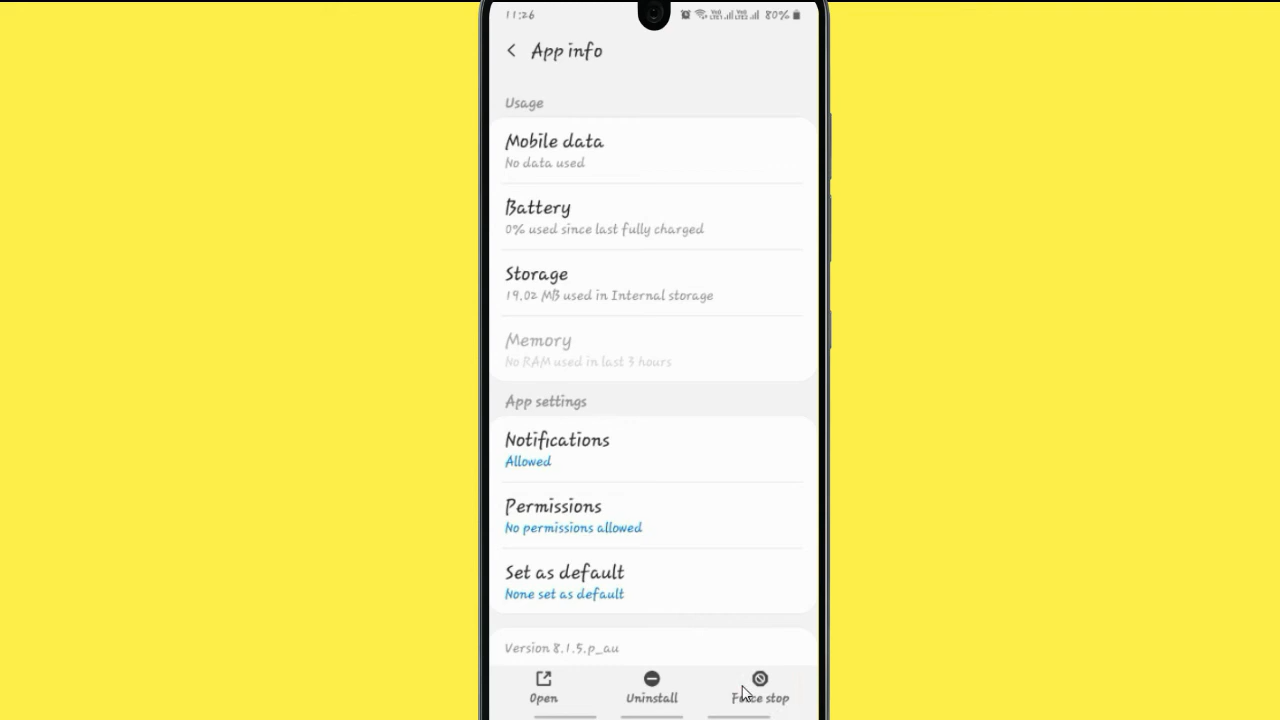 11:26
80%
App info
Usage
Mobile data
No data used
Battery
0% used since last fully charged
Storage
19.02 MB used in Internal storage
Memory
No RAM used in last 3 hours
App settings
Notifications
Allowed
Permissions
No permissions allowed
Set as default
None set as default
Version 8.1.5.p_au
Open
Uninstall
Force stop